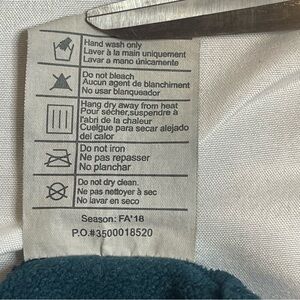 Hand wash only
Laver à la main uniquement
Lavar a mano únicamente
Do not bleach
Aucun agent de blanchiment
No usar blanqueador
Hang dry away from heat
Pour sécher,suspendre à
l'abri de la chaleur
Cuelgue para secar alejado
del calor
Do not iron
Ne pas repasser
No planchar
Do not dry clean.
Ne pas nettoyer à sec
No lavar en seco
Season: FA'18
P.O.#3500018520